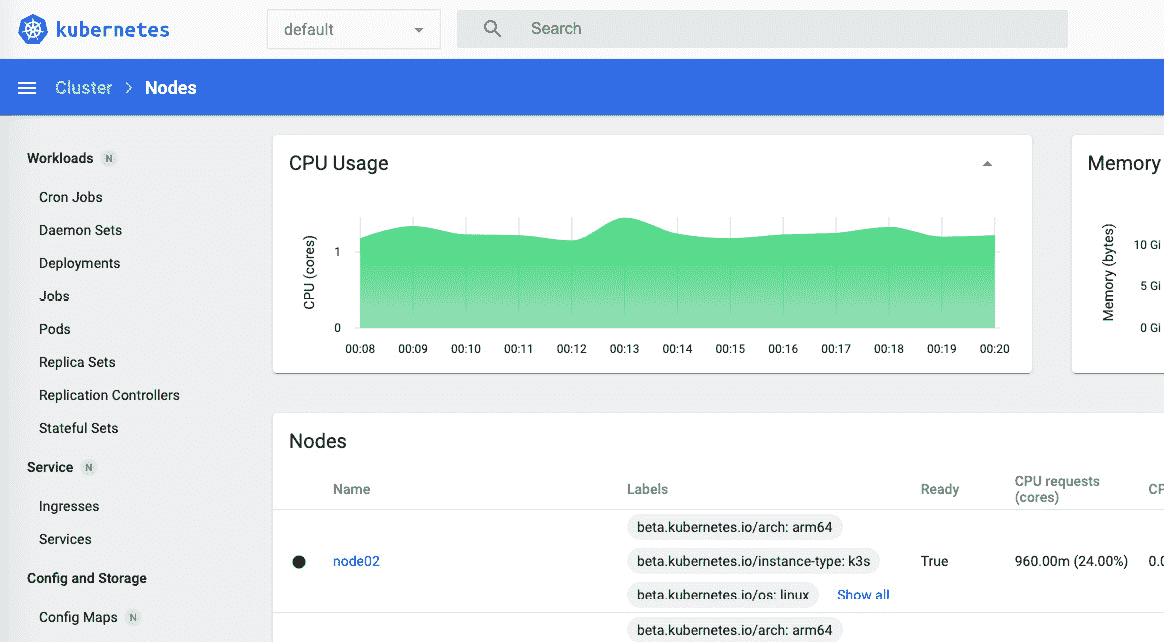 kubernetes
default
Search
Cluster > Nodes
Workloads N
Cron Jobs
Daemon Sets
Deployments
Jobs
Pods
Replica Sets
Replication Controllers
Stateful Sets
Service N
Ingresses
Services
Config and Storage
Config Maps N
CPU Usage
CPU (cores)
1
0
00:08 00:09 00:10 00:11 00:12 00:13 00:14 00:15 00:16 00:17 00:18 00:19 00:20
Memory
Memory (bytes)
10 Gi
5 Gi
0 Gi
Nodes
Name Labels Ready CPU requests (cores) CP
beta.kubernetes.io/arch: arm64
node02 beta.kubernetes.io/instance-type: k3s True 960.00m (24.00%) 0.0
beta.kubernetes.io/os: linux Show all
beta.kubernetes.io/arch: arm64